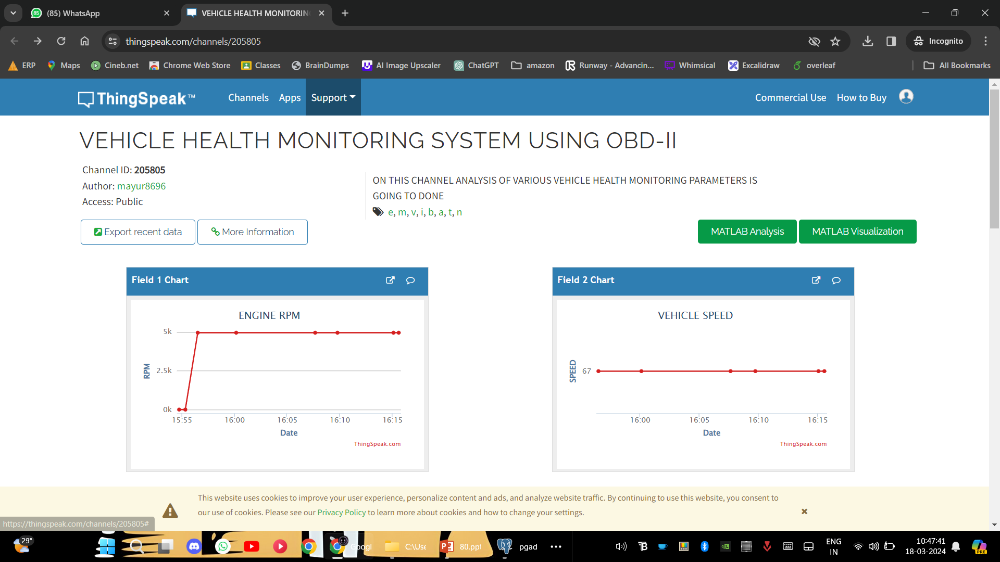 85
(85) WhatsApp
VEHICLE HEALTH MONITORIN
thingspeak.com/channels/205805
Incognito
ERP
Maps
Cineb.net
Chrome Web Store
Classes
BrainDumps
AI Image Upscaler
ChatGPT
amazon
Runway - Advancin...
Whimsical
Excalidraw
overleaf
All Bookmarks
ThingSpeak™
Channels
Apps
Support
Commercial Use
How to Buy
VEHICLE HEALTH MONITORING SYSTEM USING OBD-II
Channel ID: 205805
Author: mayur8696
Access: Public
ON THIS CHANNEL ANALYSIS OF VARIOUS VEHICLE HEALTH MONITORING PARAMETERS IS
GOING TO DONE
e, m, v, i, b, a, t, n
Export recent data
More Information
MATLAB Analysis
MATLAB Visualization
Field 1 Chart
ENGINE RPM
RPM
5k
2.5k
0k
15:55 16:00 16:05 16:10 16:15
Date
ThingSpeak.com
Field 2 Chart
VEHICLE SPEED
SPEED
67
16:00 16:05 16:10 16:15
Date
ThingSpeak.com
This website uses cookies to improve your user experience, personalize content and ads, and analyze website traffic. By continuing to use this website, you consent to
our use of cookies. Please see our Privacy Policy to learn more about cookies and how to change your settings.
https://thingspeak.com/channels/205805#
29°
Googl
C:\Use
80.ppt
pgad
ENG
IN
10:47:41
18-03-2024
PRE